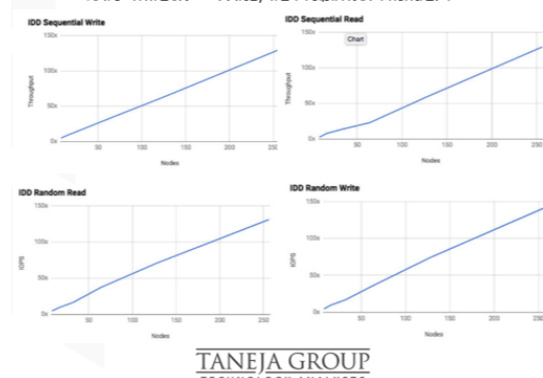 IDD Sequential Write
150x
100x
50x
0x
Throughput
50
100
150
200
250
Nodes
IDD Sequential Read
Chart
150x
100x
50x
0x
Throughput
50
100
150
200
250
Nodes
IDD Random Read
150x
100x
50x
0x
IOPS
50
100
150
200
250
Nodes
IDD Random Write
150x
100x
50x
0x
IOPS
50
100
150
200
250
Nodes
TANEJA GROUP
TECHNOLOGY ANALYSTS